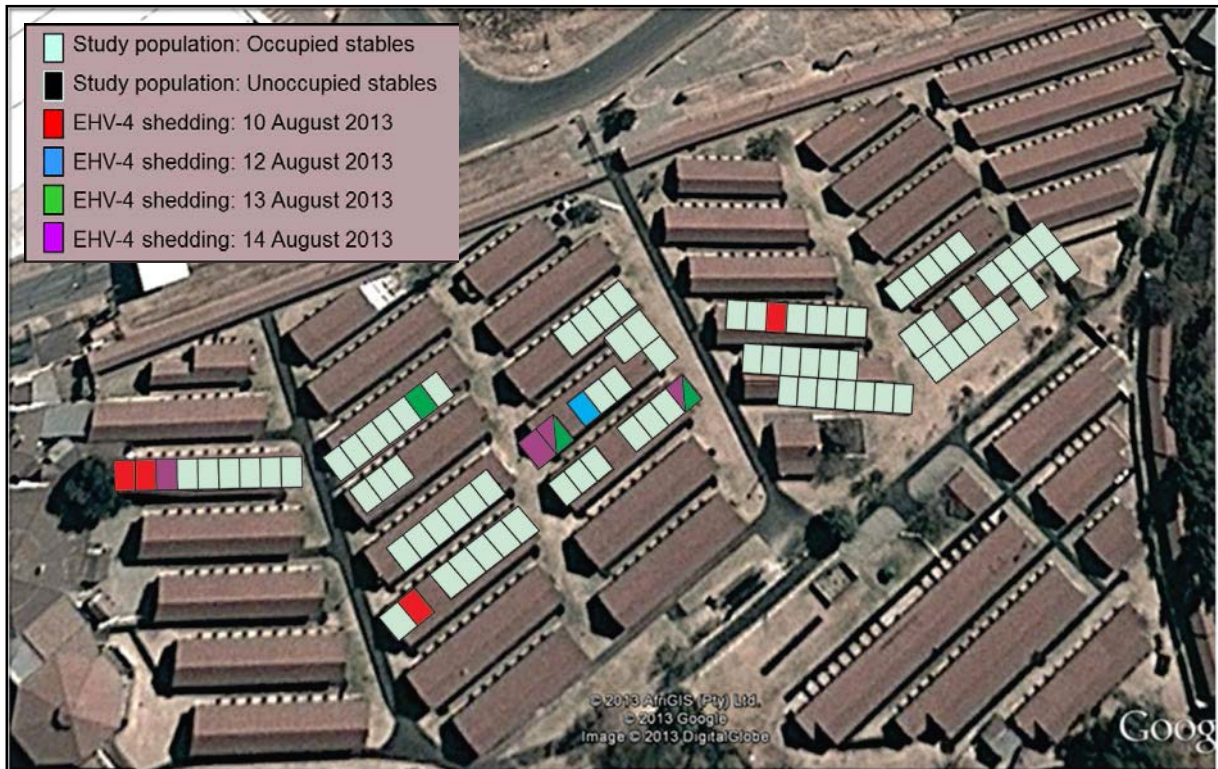 Study population: Occupied stables
Study population: Unoccupied stables
EHV-4 shedding: 10 August 2013
EHV-4 shedding: 12 August 2013
EHV-4 shedding: 13 August 2013
EHV-4 shedding: 14 August 2013
© 2013 AfriGIS (Pty) Ltd.
© 2013 Google
Image © 2013 DigitalGlobe
Goog